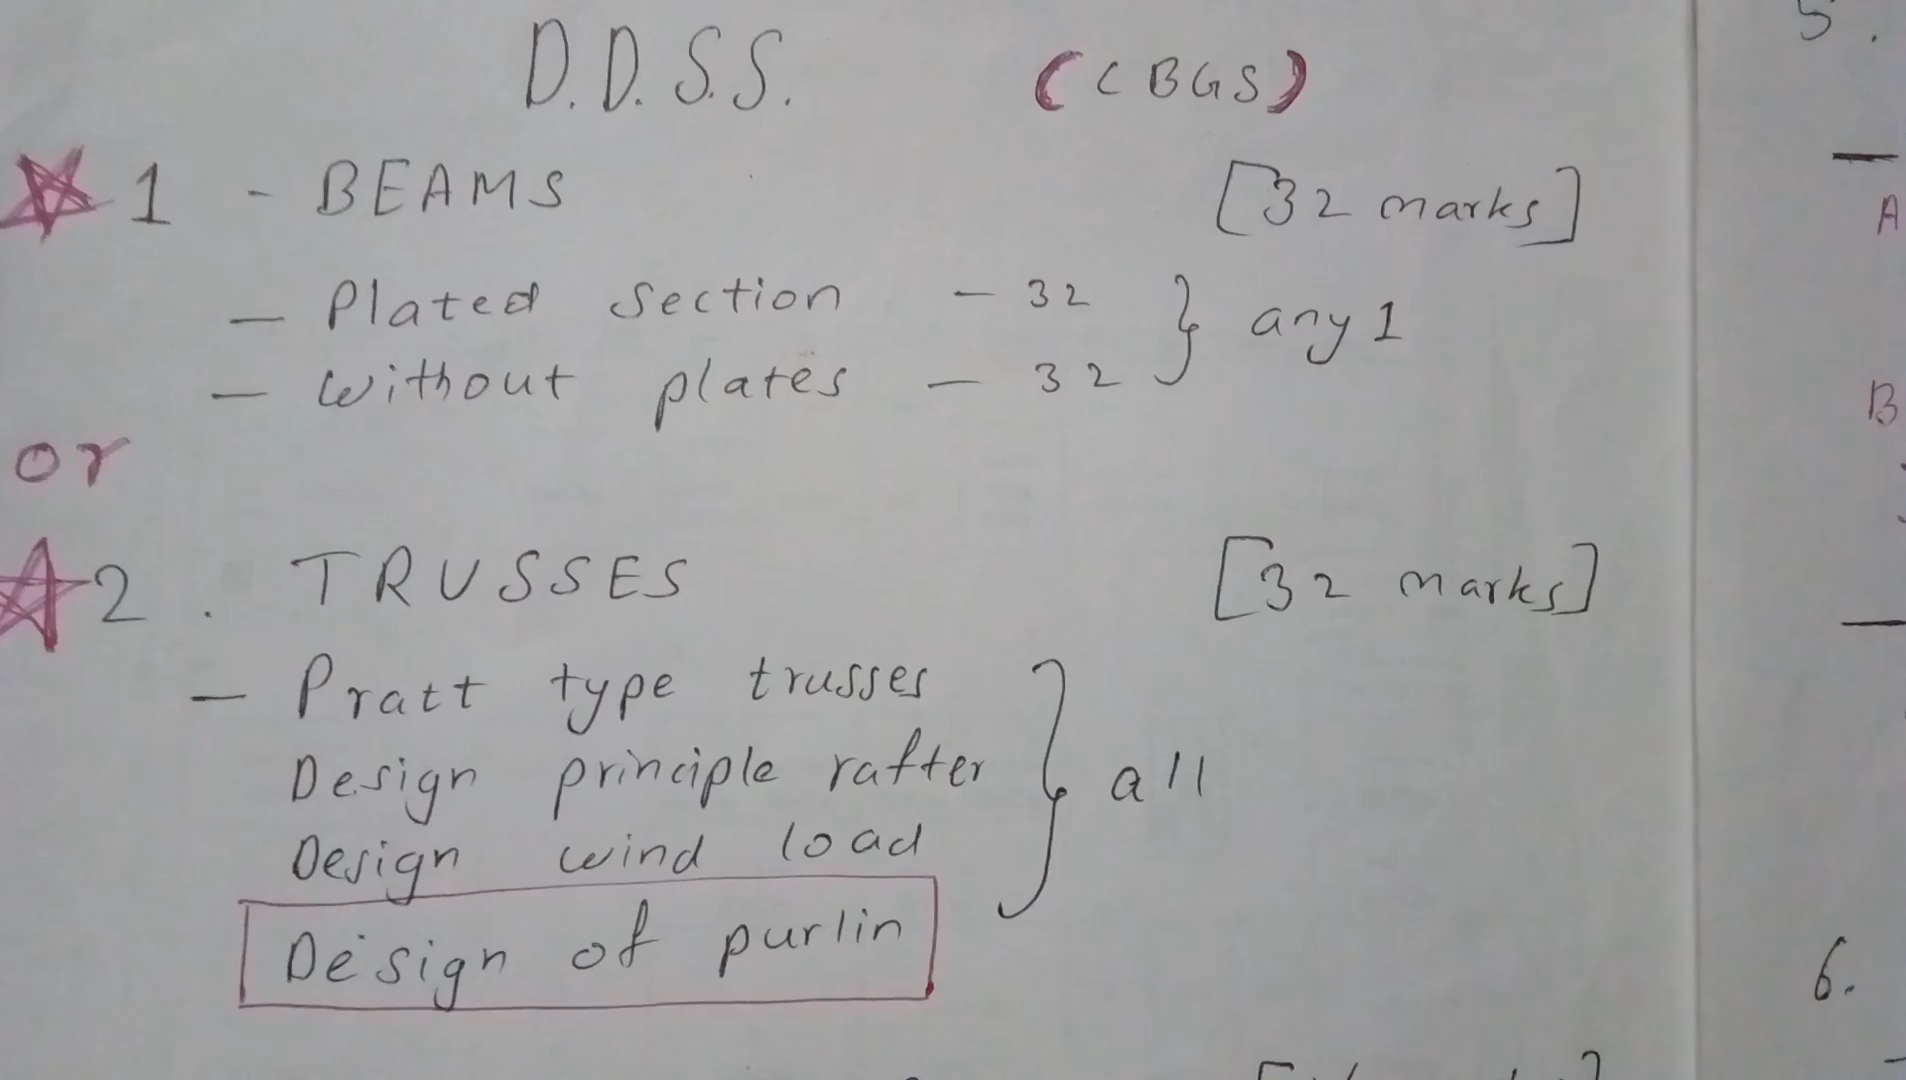 D.D.S.S. (CBGS)
1 - BEAMS [32 marks]
— Plated section — 32
— without plates — 32 } any 1
or
2. TRUSSES [32 marks]
— Pratt type trusses
Design principle rafter } all
Design wind load
Design of purlin
5.
A
B
6.